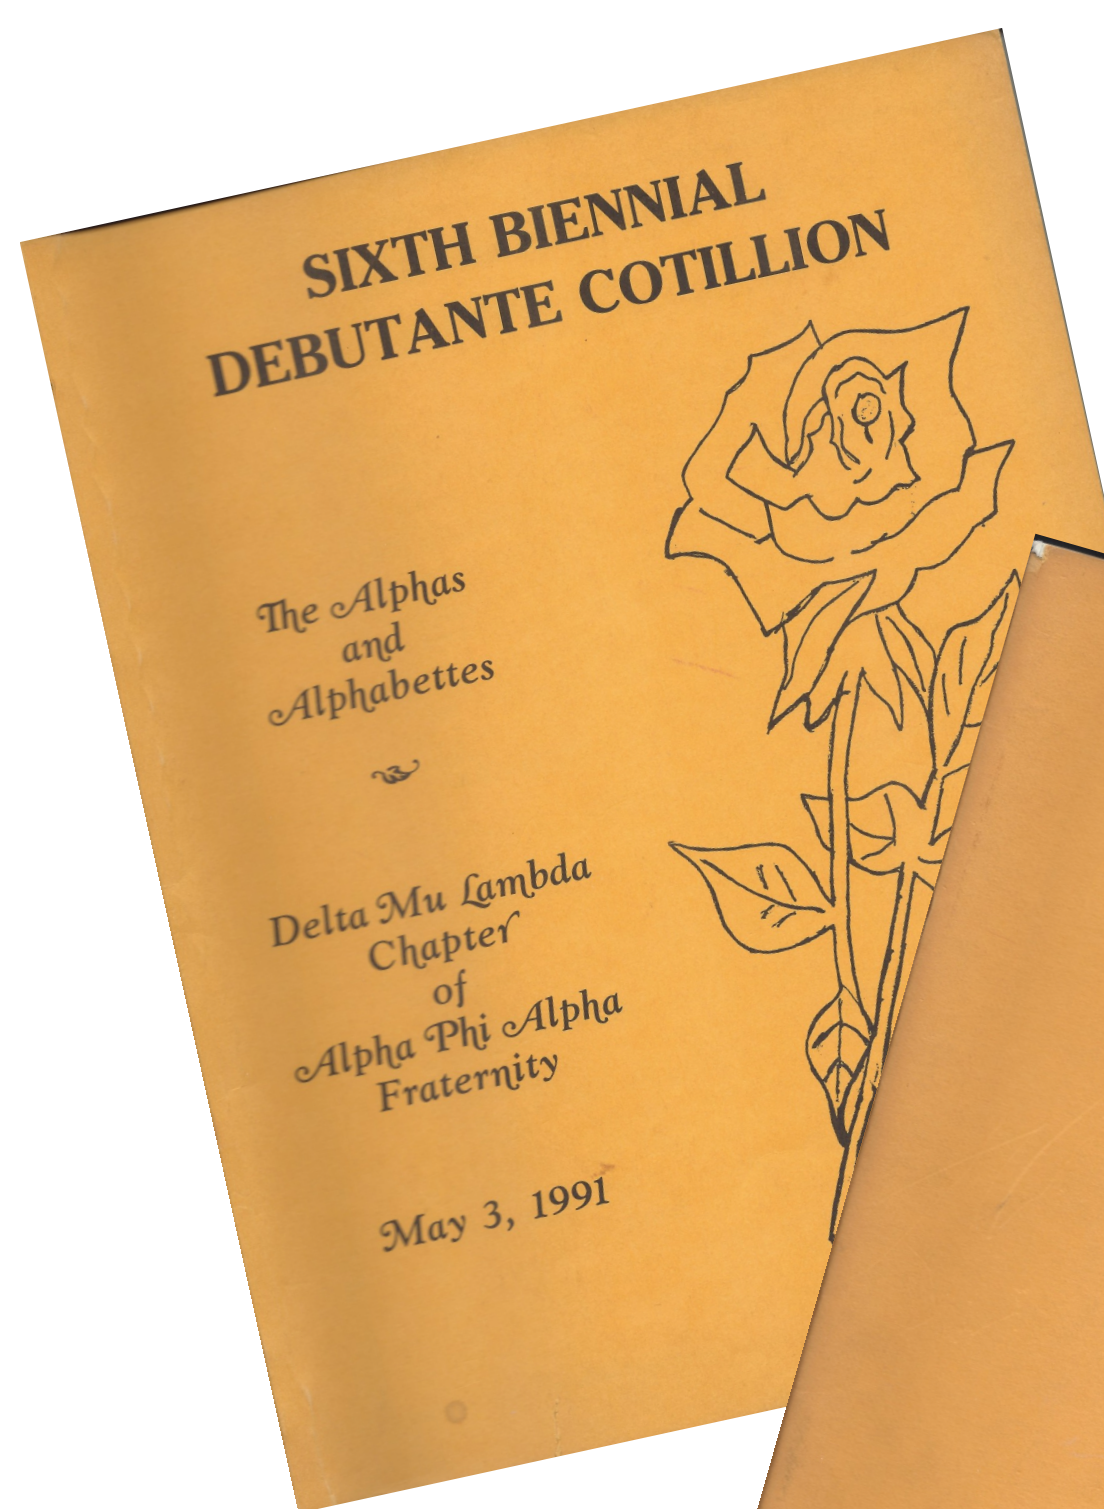 SIXTH BIENNIAL
DEBUTANTE COTILLION
The Alphas
and
Alphabettes
Delta Mu Lambda
Chapter
of
Alpha Phi Alpha
Fraternity
May 3, 1991